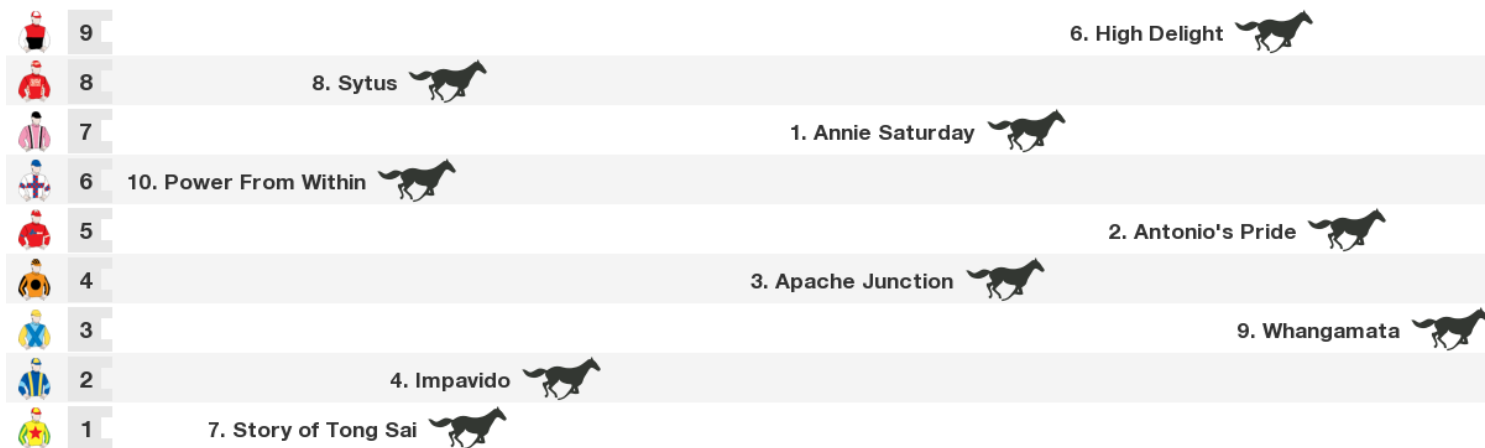 9 6. High Delight
8 8. Sytus
7 1. Annie Saturday
6 10. Power From Within
5 2. Antonio's Pride
4 3. Apache Junction
3 9. Whangamata
2 4. Impavido
1 7. Story of Tong Sai